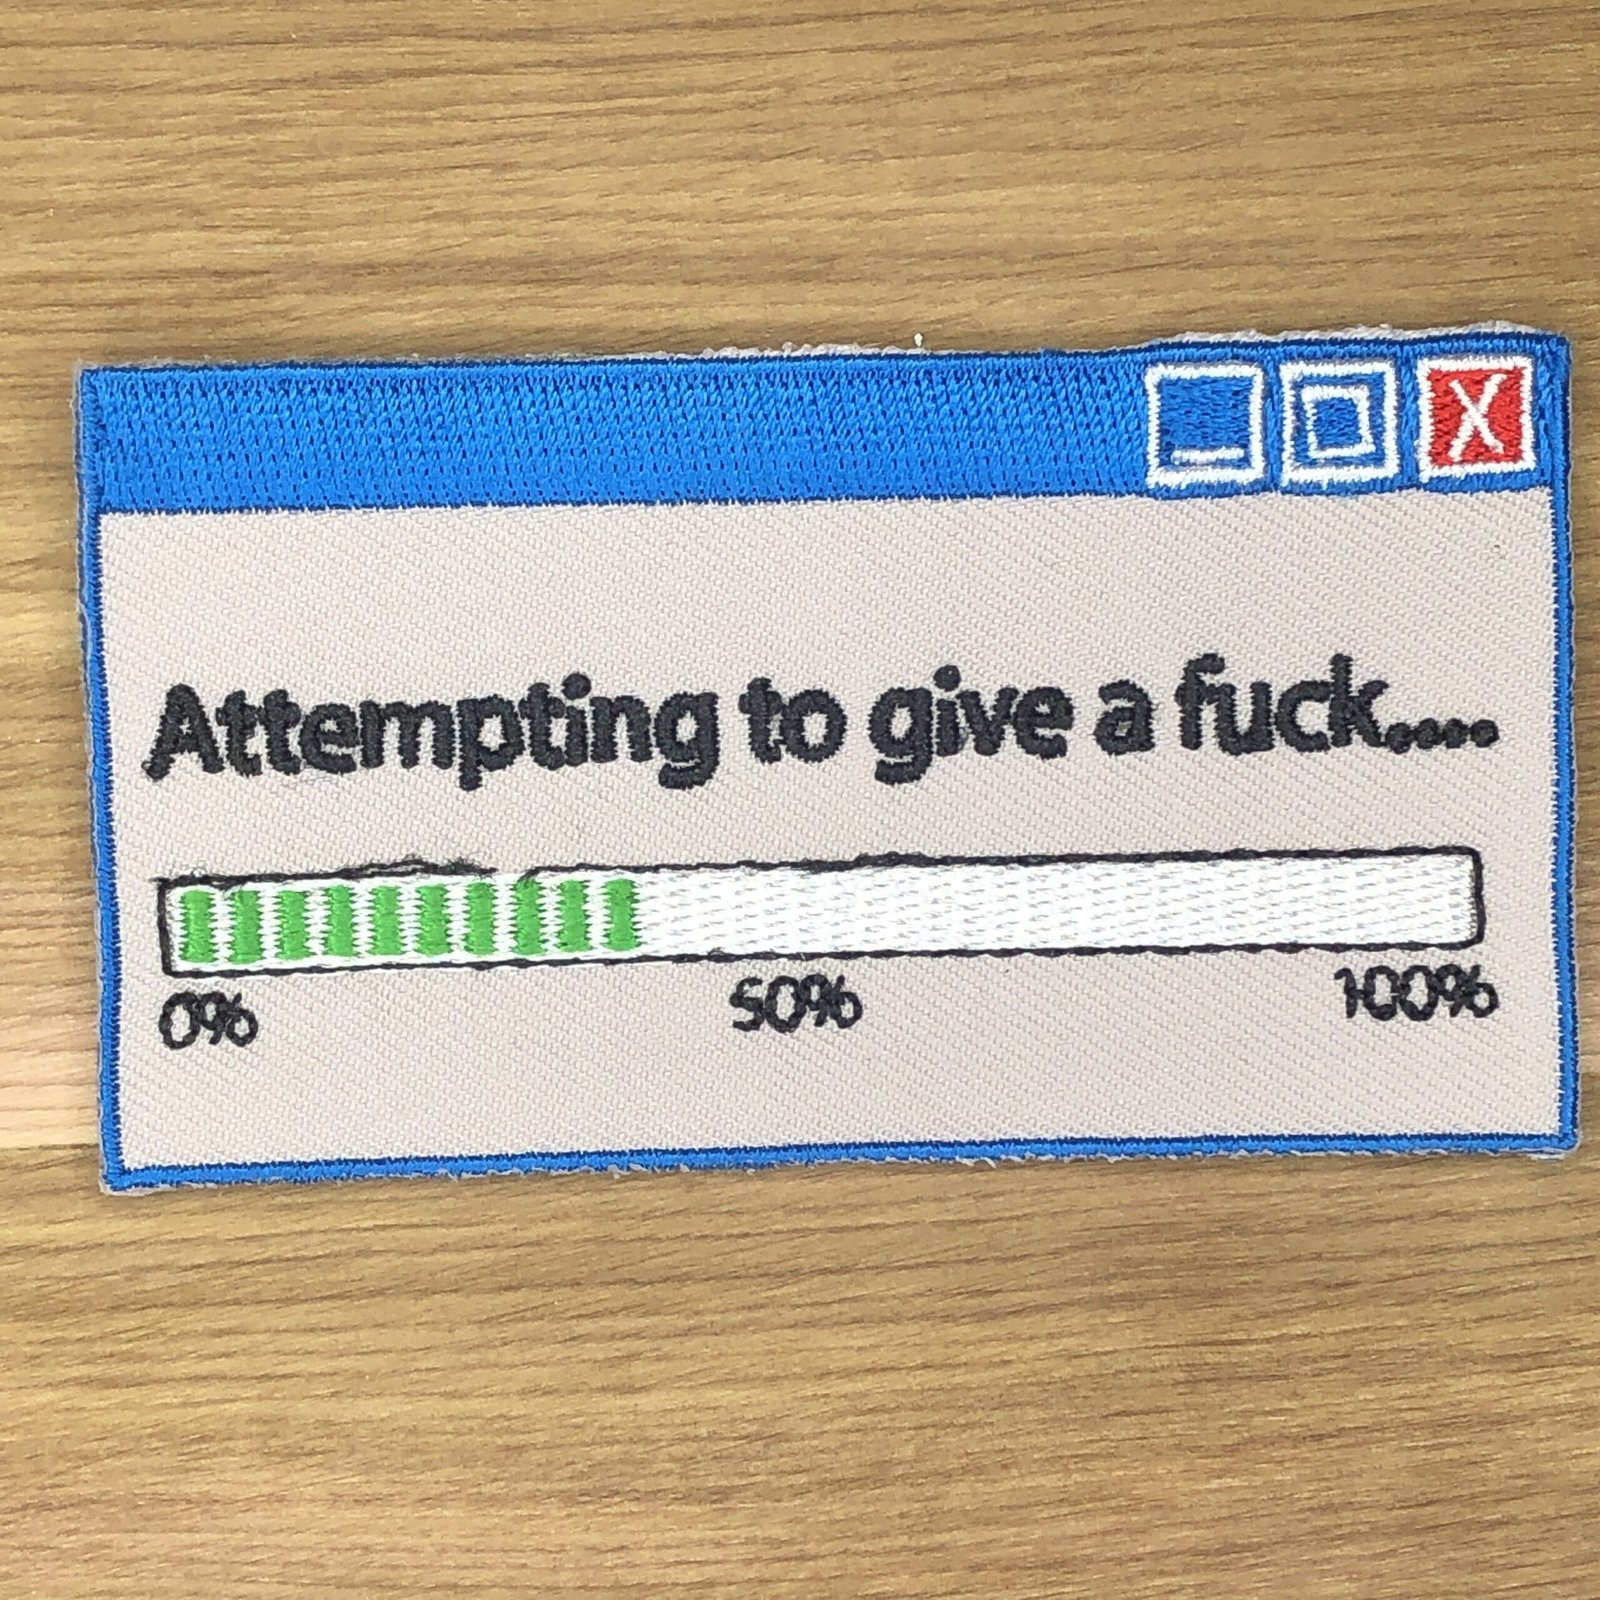 X
Attempting to give a fuck....
0% 50% 100%